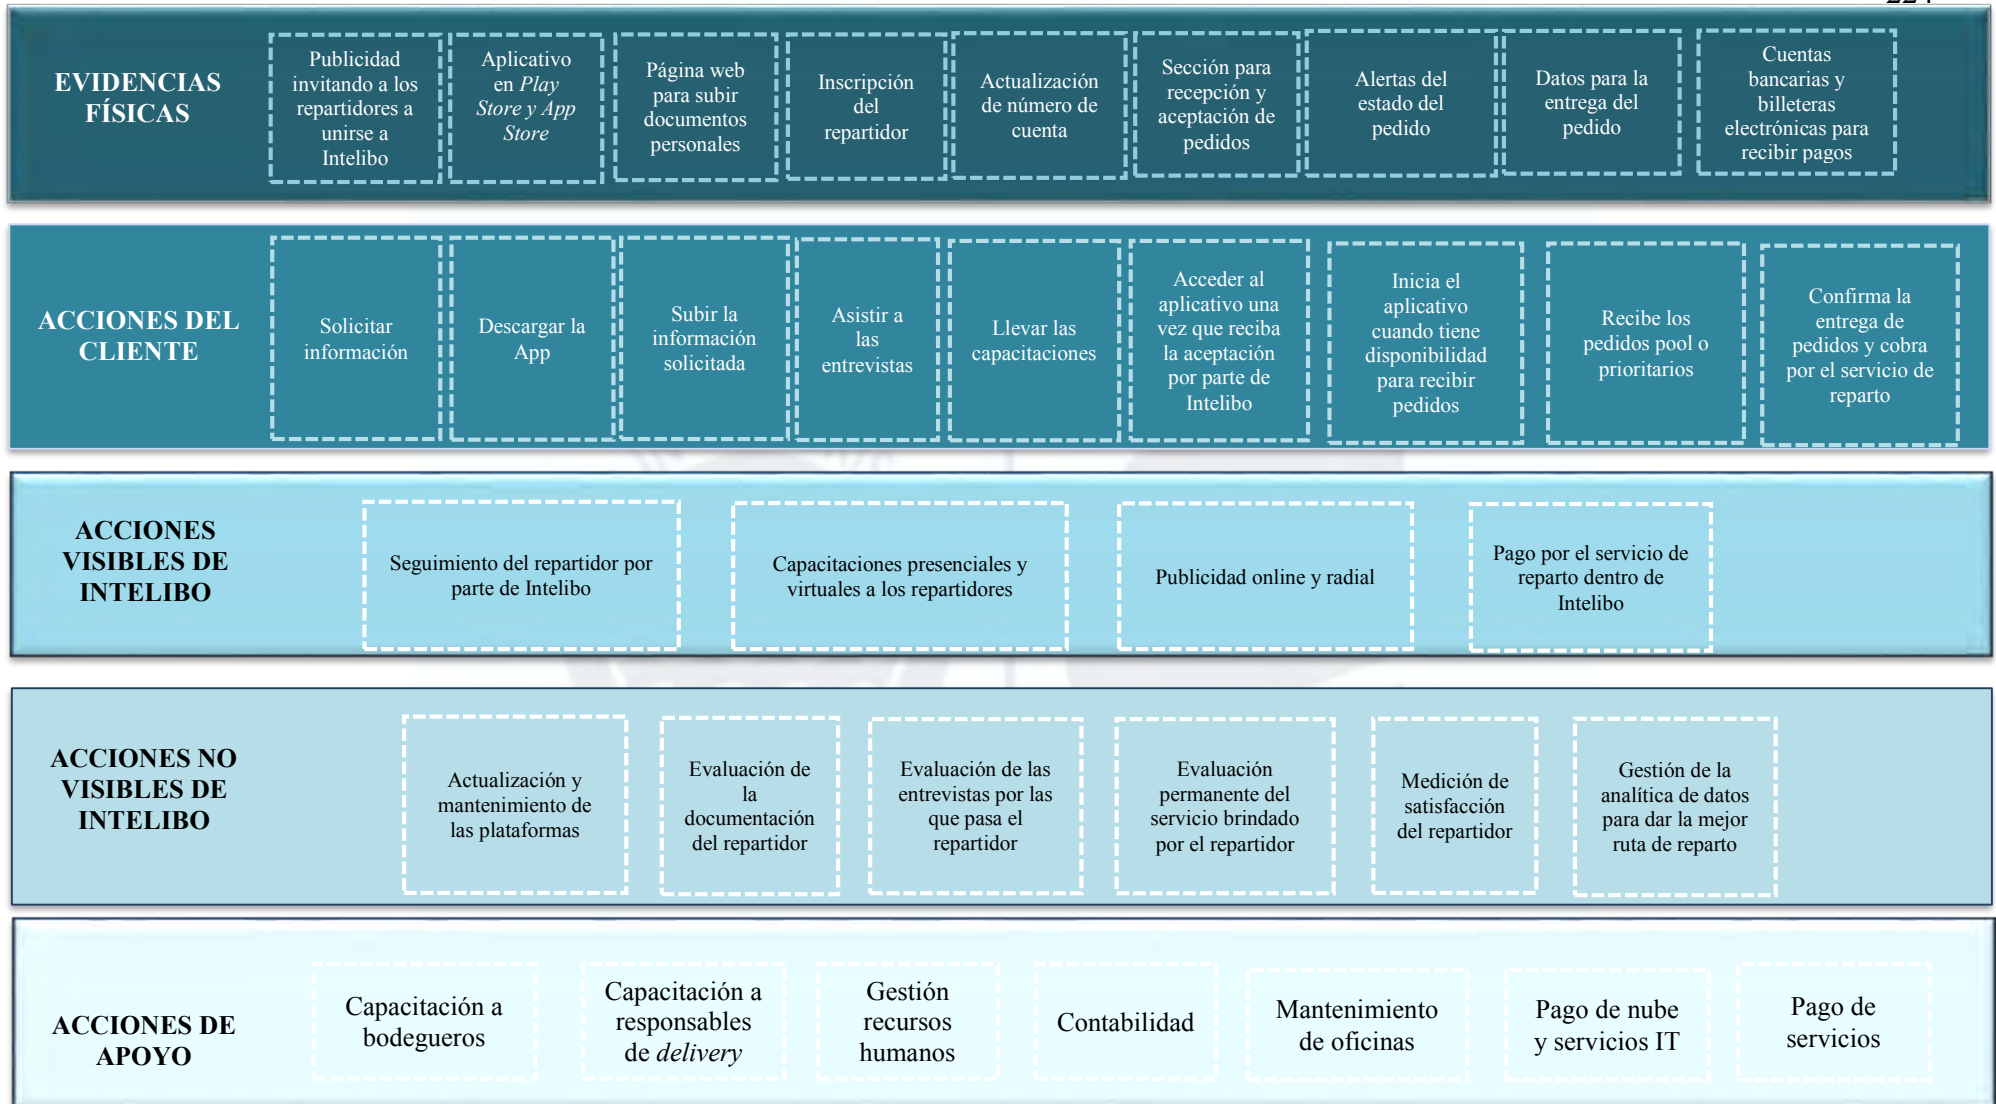 EVIDENCIAS
FÍSICAS
Publicidad
invitando a los
repartidores a
unirse a
Intelibo
Aplicativo
en Play
Store y App
Store
Página web
para subir
documentos
personales
Inscripción
del
repartidor
Actualización
de número de
cuenta
Sección para
recepción y
aceptación de
pedidos
Alertas del
estado del
pedido
Datos para la
entrega del
pedido
Cuentas
bancarias y
billeteras
electrónicas para
recibir pagos
ACCIONES DEL
CLIENTE
Solicitar
información
Descargar la
App
Subir la
información
solicitada
Asistir a
las
entrevistas
Llevar las
capacitaciones
Acceder al
aplicativo una
vez que reciba
la aceptación
por parte de
Intelibo
Inicia el
aplicativo
cuando tiene
disponibilidad
para recibir
pedidos
Recibe los
pedidos pool o
prioritarios
Confirma la
entrega de
pedidos y cobra
por el servicio de
reparto
ACCIONES
VISIBLES DE
INTELIBO
Seguimiento del repartidor por
parte de Intelibo
Capacitaciones presenciales y
virtuales a los repartidores
Publicidad online y radial
Pago por el servicio de
reparto dentro de
Intelibo
ACCIONES NO
VISIBLES DE
INTELIBO
Actualización y
mantenimiento de
las plataformas
Evaluación de
la
documentación
del repartidor
Evaluación de las
entrevistas por las
que pasa el
repartidor
Evaluación
permanente del
servicio brindado
por el repartidor
Medición de
satisfacción
del repartidor
Gestión de la
analítica de datos
para dar la mejor
ruta de reparto
ACCIONES DE
APOYO
Capacitación a
bodegueros
Capacitación a
responsables
de delivery
Gestión
recursos
humanos
Contabilidad
Mantenimiento
de oficinas
Pago de nube
y servicios IT
Pago de
servicios